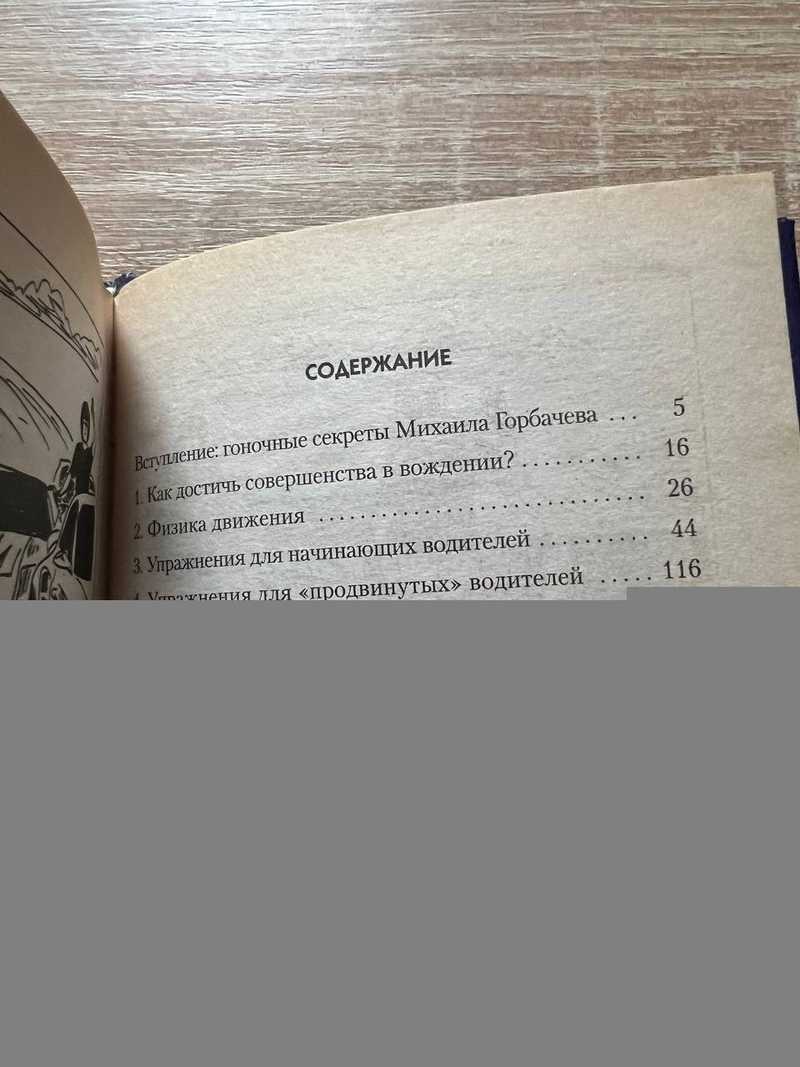 СОДЕРЖАНИЕ
Вступление: гоночные секреты Михаила Горбачева ... 5
1. Как достичь совершенства в вождении? .......... 16
2. Физика движения .......................... 26
3. Упражнения для начинающих водителей ......... 44
4. Упражнения для «продвинутых» водителей ..... 116